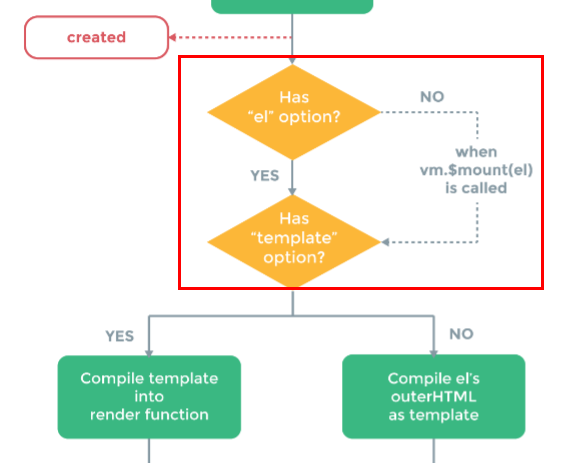 created
Has
“el” option?
NO
when
vm.$mount(el)
is called
YES
Has
“template”
option?
YES
NO
Compile template
into
render function
Compile el's
outerHTML
as template